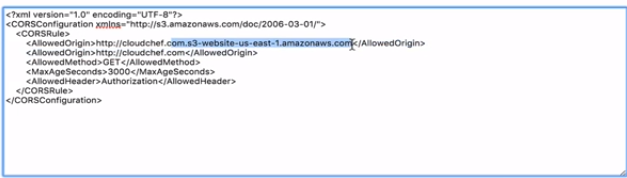 <?xml version="1.0" encoding="UTF-8"?>
<CORSConfiguration xmlns="http://s3.amazonaws.com/doc/2006-03-01/">
<CORSRule>
<AllowedOrigin>http://cloudchef.com.s3-website-us-east-1.amazonaws.com</AllowedOrigin>
<AllowedOrigin>http://cloudchef.com</AllowedOrigin>
<AllowedMethod>GET</AllowedMethod>
<MaxAgeSeconds>3000</MaxAgeSeconds>
<AllowedHeader>Authorization</AllowedHeader>
</CORSRule>
</CORSConfiguration>